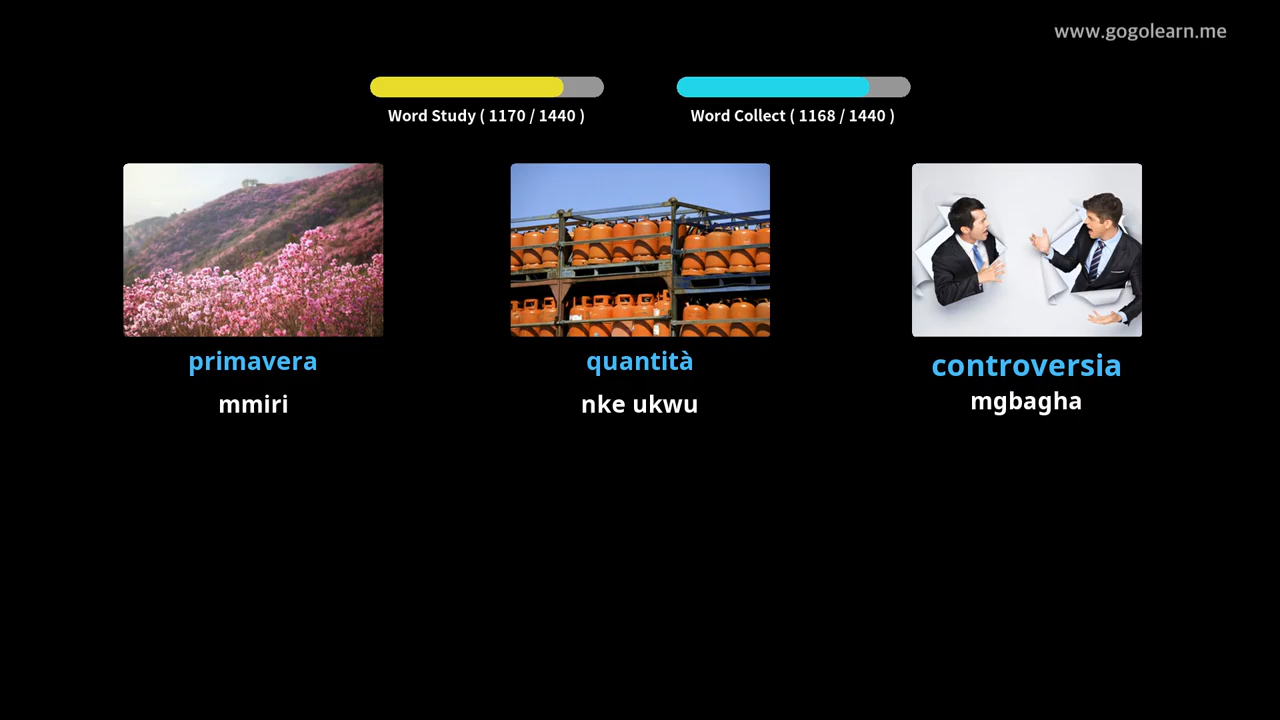 www.gogolearn.me
Word Study ( 1170 / 1440 )
Word Collect ( 1168 / 1440 )
primavera
mmiri
quantità
nke ukwu
controversia
mgbagha